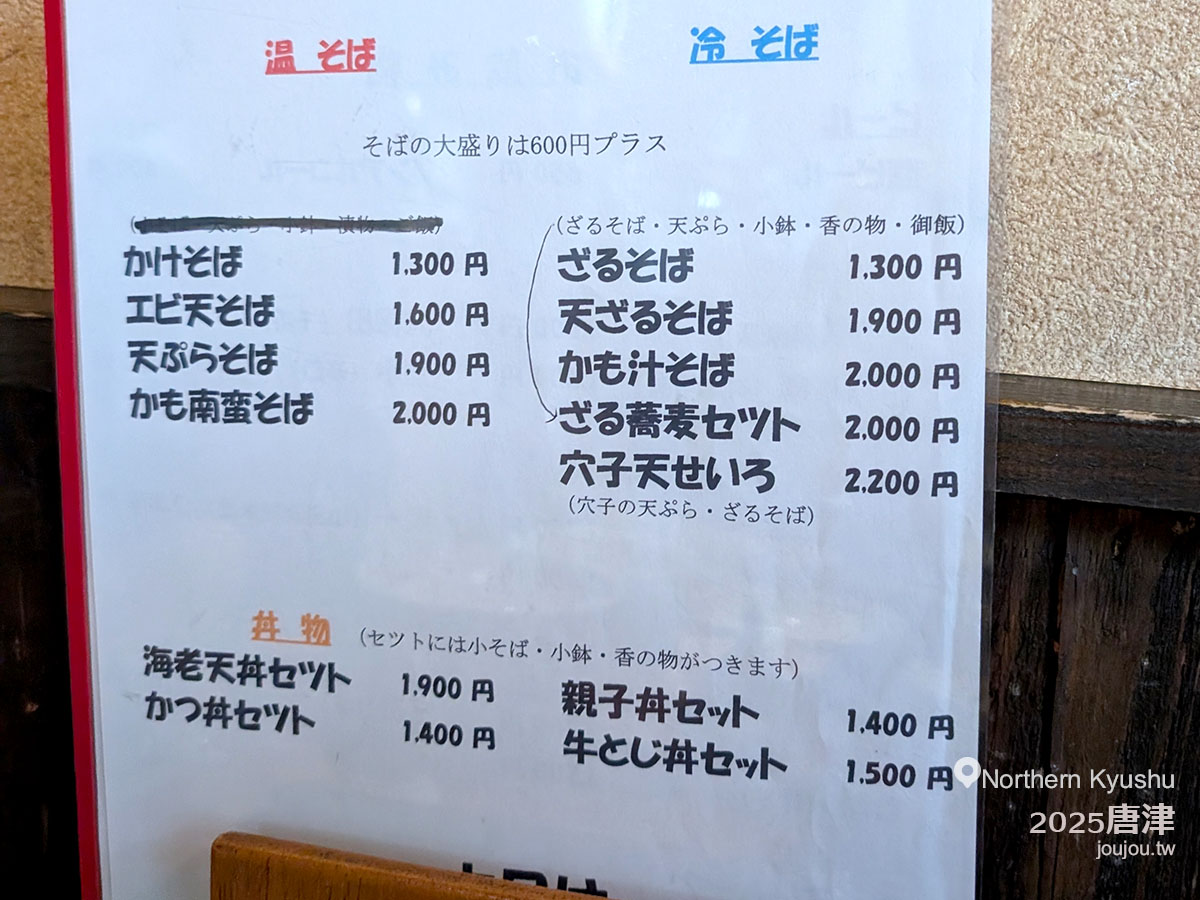 温 そば
冷 そば
そばの大盛りは600円プラス
かけそば 1.300 円
エビ天そば 1.600 円
天ぷらそば 1.900 円
かも南蛮そば 2.000 円
(ざるそば・天ぷら・小鉢・香の物・御飯)
ざるそば 1.300 円
天ざるそば 1.900 円
かも汁そば 2.000 円
ざる蕎麦セツト 2.000 円
穴子天せいろ 2.200 円
(穴子の天ぷら・ざるそば)
丼 物 (セツトには小そば・小鉢・香の物がつきます)
海老天丼セツト 1.900 円
かつ丼セツト 1.400 円
親子丼セット 1.400 円
牛とじ丼セット 1.500 円
Northern Kyushu
2025唐津
joujou.tw